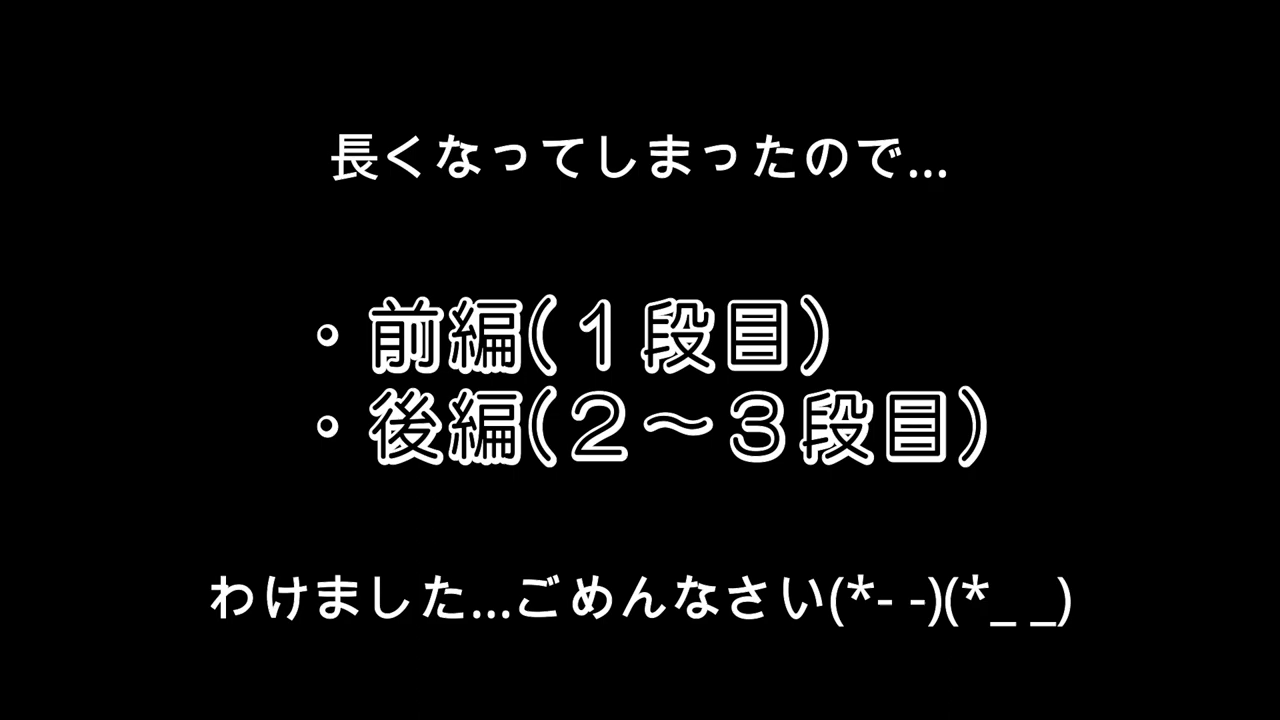 長くなってしまったので...
・前編(１段目)
・後編(２～３段目)
わけました...ごめんなさい(*- -)(*_ _)